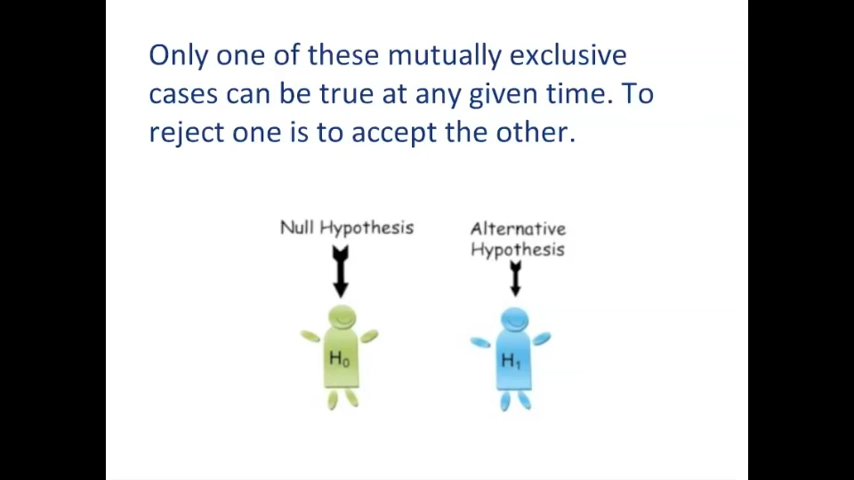 Only one of these mutually exclusive
cases can be true at any given time. To
reject one is to accept the other.
Null Hypothesis
Alternative
Hypothesis
H₀
H₁